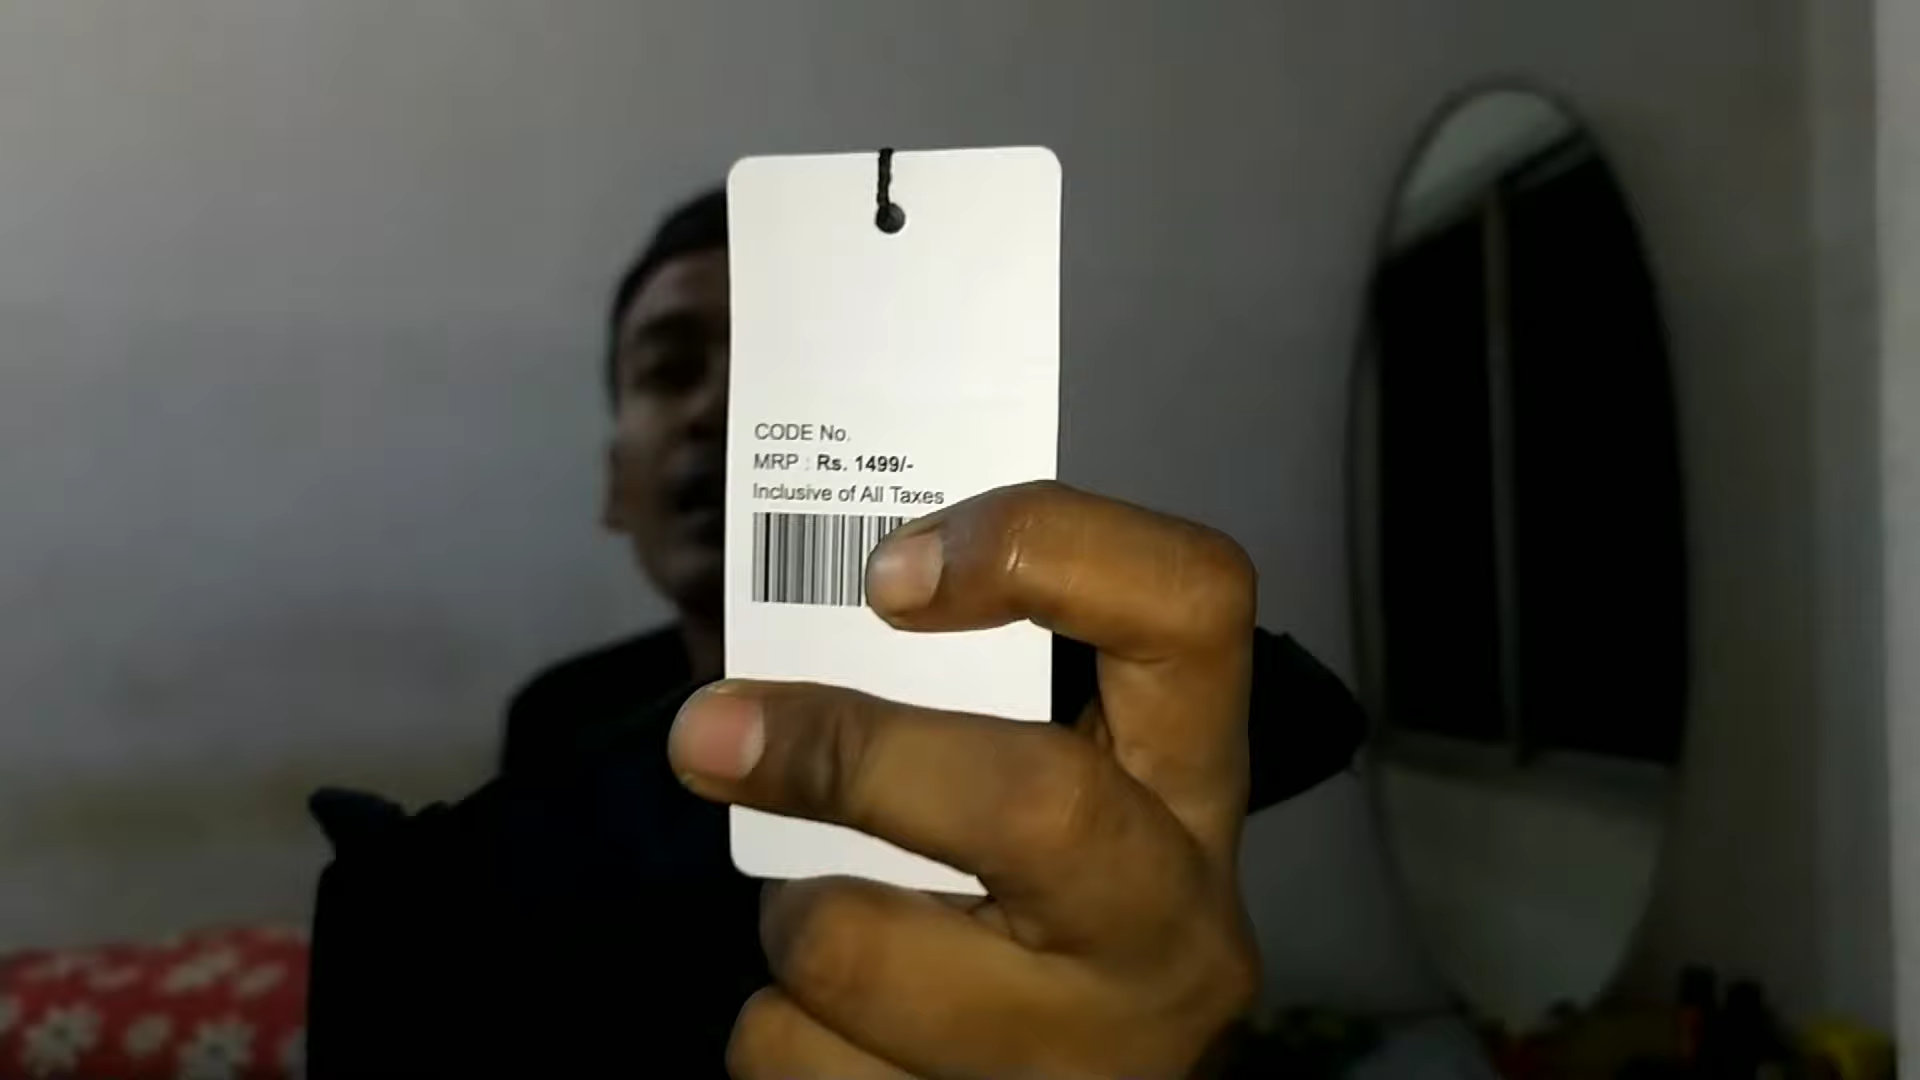 CODE No.
MRP : Rs. 1499/-
Inclusive of All Taxes